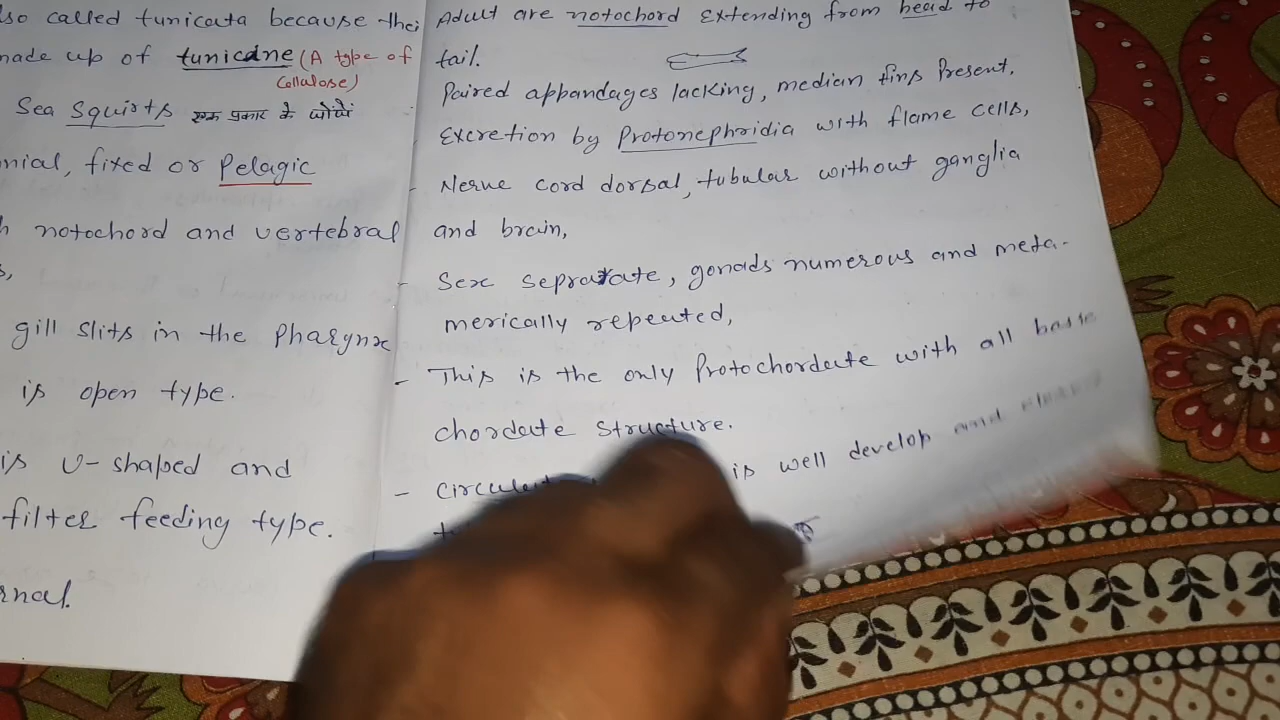 so called tunicata because thei
made up of tunicine (A type of
Cellulose)
Sea Squirts एक प्रकार के घोंघे
nial, fixed or Pelagic
h notochord and vertebral
s,
gill slits in the Pharynx
is open type.
is U-shaped and
filter feeding type.
rnal.
Adult are notochord extending from head to
tail.
Paired appandages lacking, median fins Present.
Excretion by Protonephridia with flame cells,
- Nerve cord dorsal, tubular without ganglia
and brain,
- Sex seprarate, gonads numerous and meta-
merically repeated,
- This is the only Protochordate with all basic
chordate structure.
- is well develop and